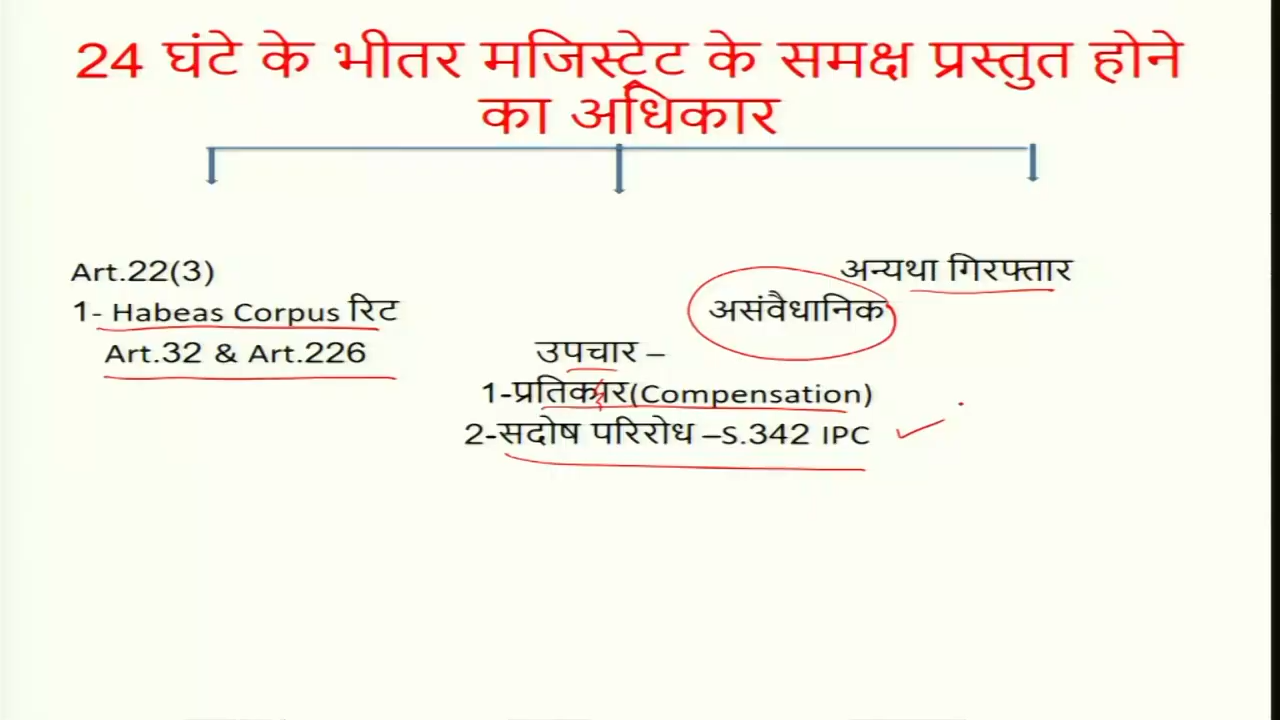 24 घंटे के भीतर मजिस्ट्रेट के समक्ष प्रस्तुत होने
का अधिकार
Art.22(3)
1- Habeas Corpus रिट
Art.32 & Art.226
उपचार –
1-प्रतिकार(Compensation)
2-सदोष परिरोध –S.342 IPC
अन्यथा गिरफ्तार
असंवैधानिक